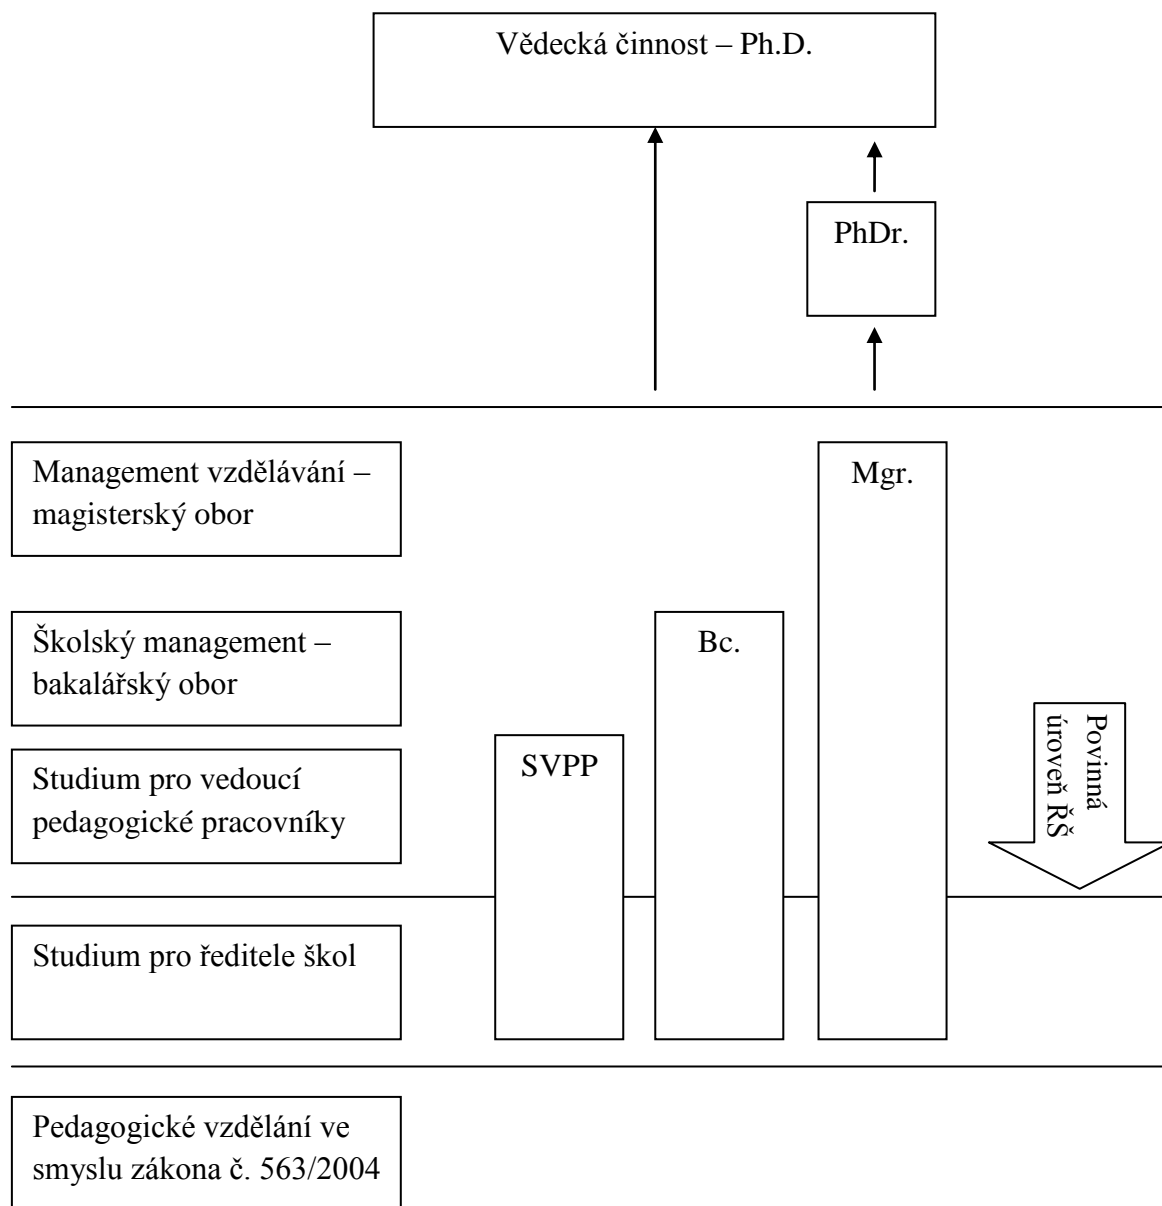 Vědecká činnost – Ph.D.
PhDr.
Management vzdělávání –
magisterský obor
Mgr.
Školský management –
bakalářský obor
Bc.
Studium pro vedoucí
pedagogické pracovníky
SVPP
Povinná
úroveň ŘŠ
Studium pro ředitele škol
Pedagogické vzdělání ve
smyslu zákona č. 563/2004